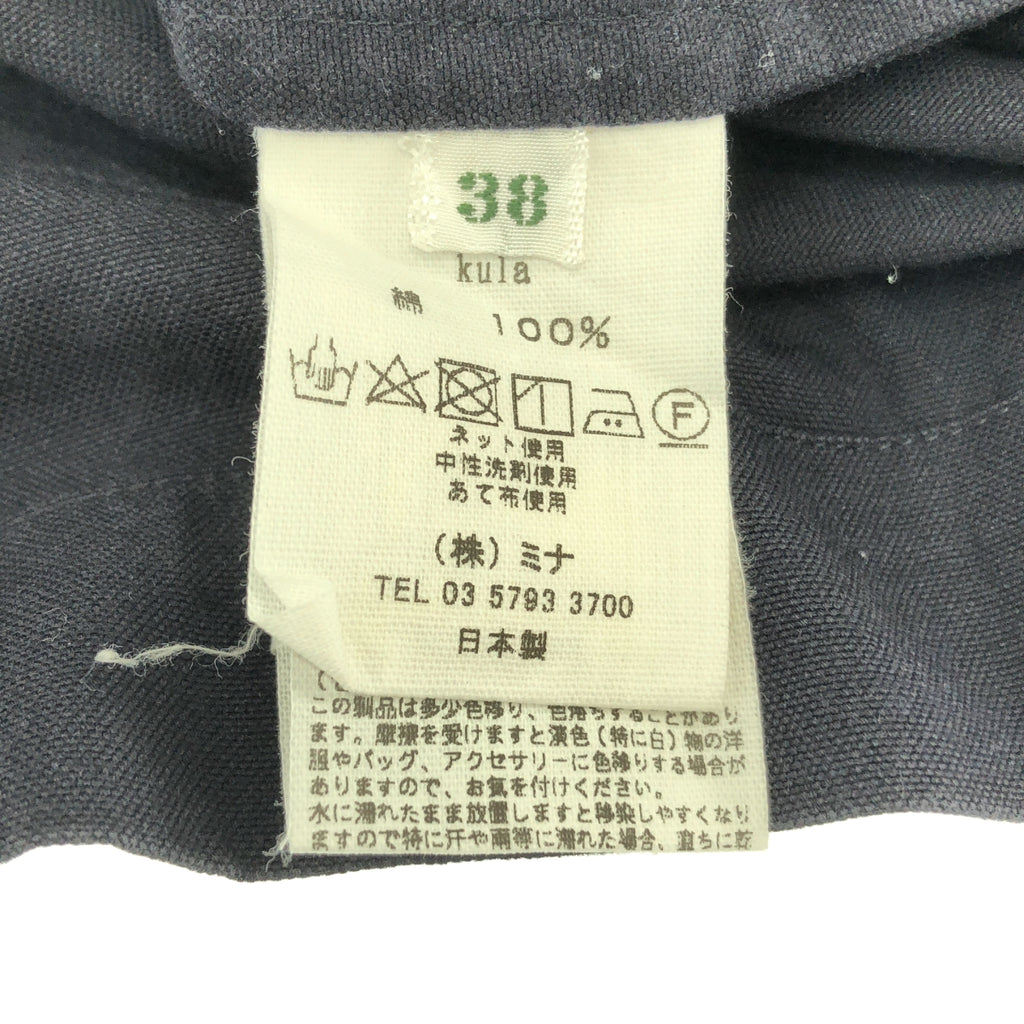 38
kula
綿 100%
F
ネット使用
中性洗剤使用
あて布使用
(株)ミナ
TEL 03 5793 3700
日本製
この製品は多少色移り、色落ちすることがあり
ます。摩擦を受けますと淡色(特に白)物の洋
服やバッグ、アクセサリーに色移りする場合が
ありますので、お気を付けください。
水に濡れたまま放置しますと移染しやすくなり
ますので特に汗や雨等に濡れた場合、直ちに乾